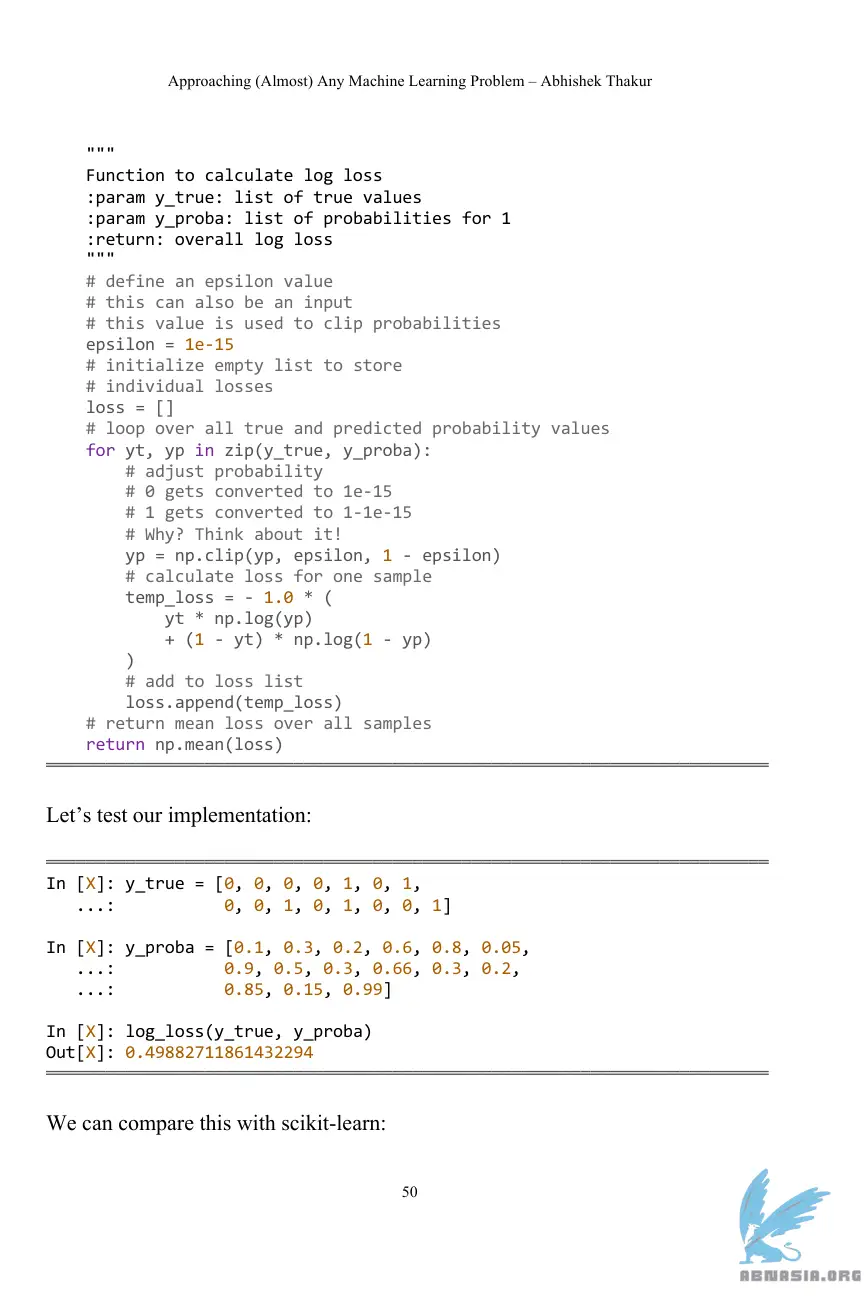 Approaching (Almost) Any Machine Learning Problem – Abhishek Thakur
"""
Function to calculate log loss
:param y_true: list of true values
:param y_proba: list of probabilities for 1
:return: overall log loss
"""
# define an epsilon value
# this can also be an input
# this value is used to clip probabilities
epsilon = 1e-15
# initialize empty list to store
# individual losses
loss = []
# loop over all true and predicted probability values
for yt, yp in zip(y_true, y_proba):
# adjust probability
# 0 gets converted to 1e-15
# 1 gets converted to 1-1e-15
# Why? Think about it!
yp = np.clip(yp, epsilon, 1 - epsilon)
# calculate loss for one sample
temp_loss = - 1.0 * (
yt * np.log(yp)
+ (1 - yt) * np.log(1 - yp)
)
# add to loss list
loss.append(temp_loss)
# return mean loss over all samples
return np.mean(loss)
Let’s test our implementation:
In [X]: y_true = [0, 0, 0, 0, 1, 0, 1,
...: 0, 0, 1, 0, 1, 0, 0, 1]
In [X]: y_proba = [0.1, 0.3, 0.2, 0.6, 0.8, 0.05,
...: 0.9, 0.5, 0.3, 0.66, 0.3, 0.2,
...: 0.85, 0.15, 0.99]
In [X]: log_loss(y_true, y_proba)
Out[X]: 0.49882711861432294
We can compare this with scikit-learn:
50
ABNASIA.ORG